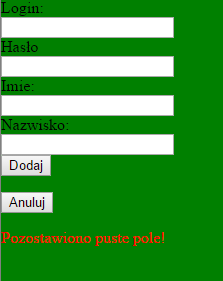 Login:
Hasło
Imie:
Nazwisko:
Dodaj
Anuluj
Pozostawiono puste pole!